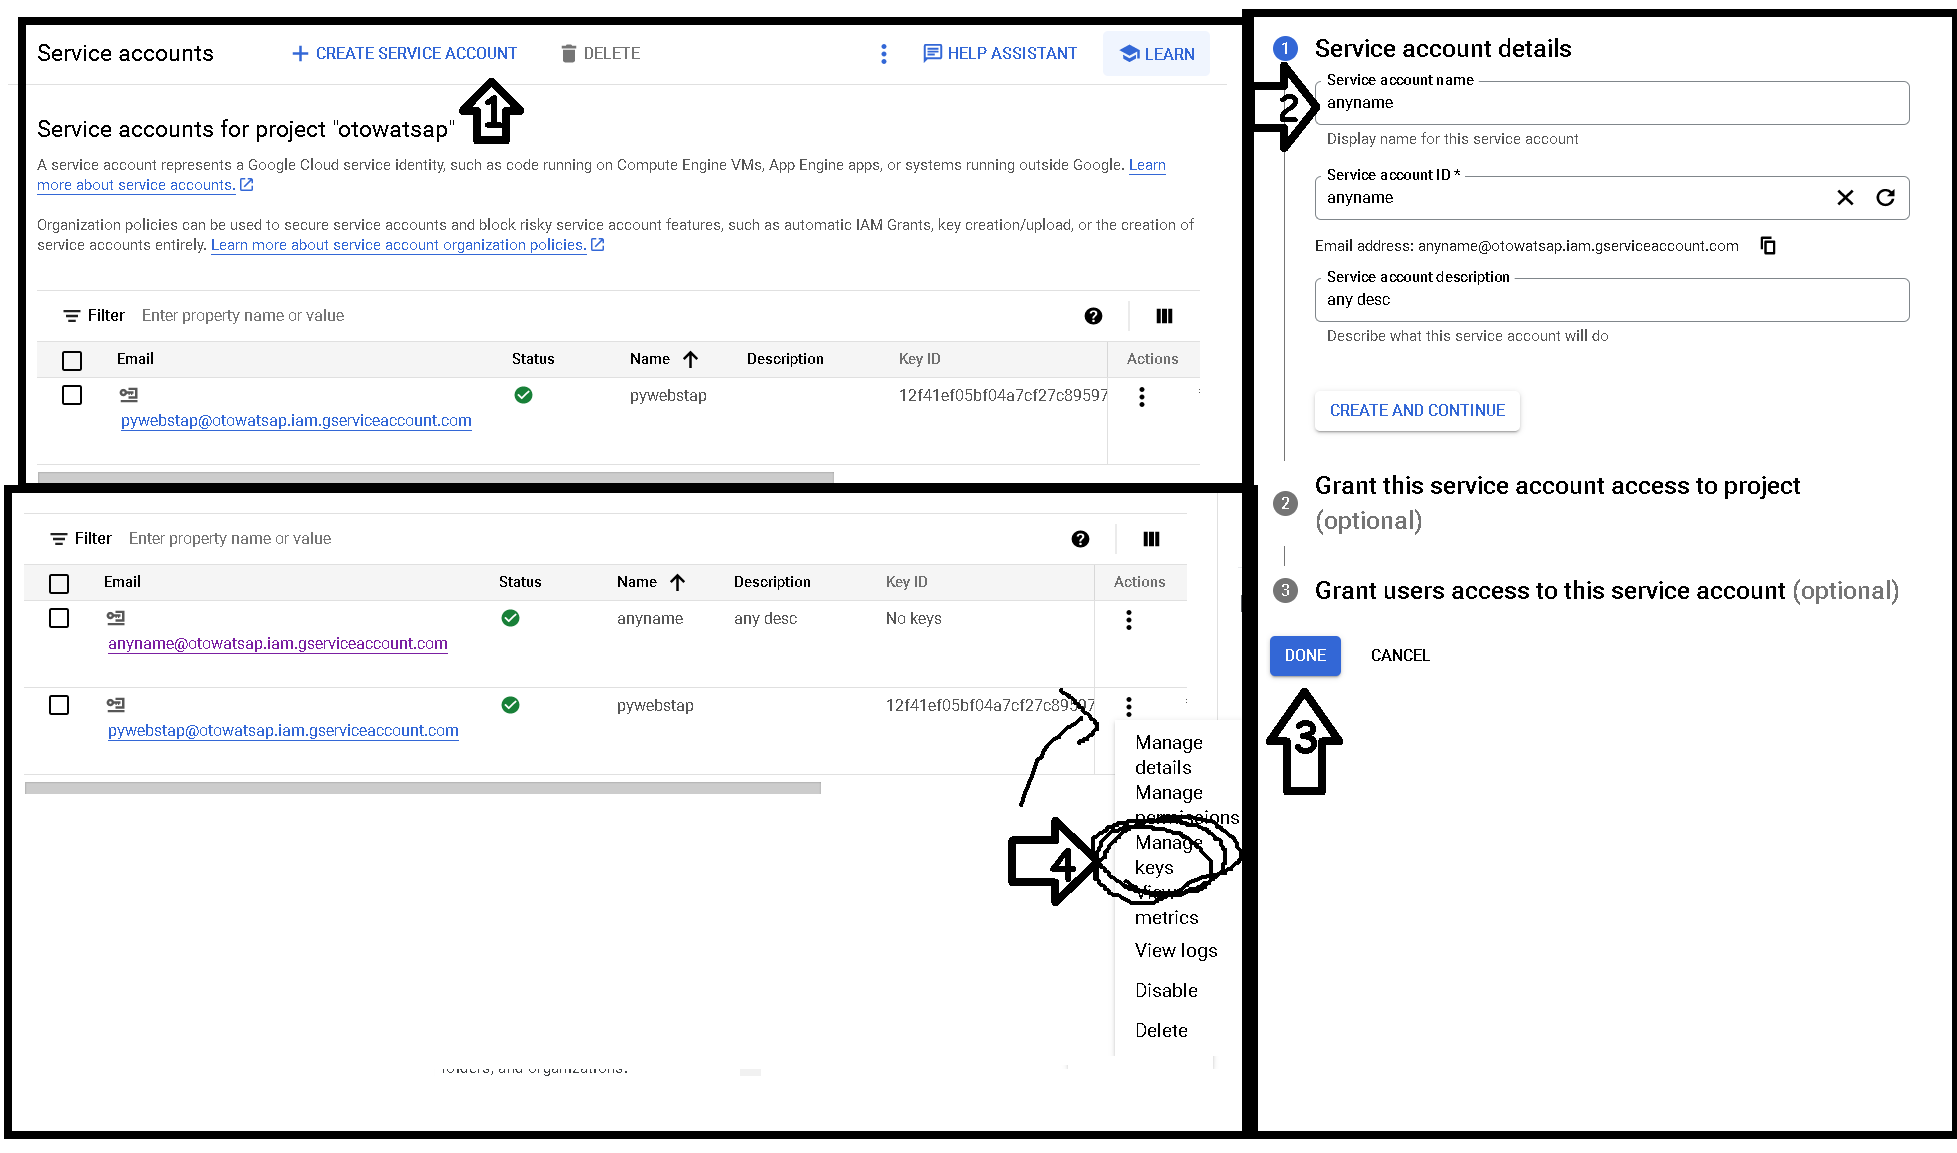 Service accounts
CREATE SERVICE ACCOUNT
DELETE
HELP ASSISTANT
LEARN
1
Service accounts for project "otowatsap"
A service account represents a Google Cloud service identity, such as code running on Compute Engine VMs, App Engine apps, or systems running outside Google. Learn
more about service accounts.
Organization policies can be used to secure service accounts and block risky service account features, such as automatic IAM Grants, key creation/upload, or the creation of
service accounts entirely. Learn more about service account organization policies.
Filter Enter property name or value
Email Status Name Description Key ID Actions
pywebstap 12f41ef05bf04a7cf27c89597
pywebstap@otowatsap.iam.gserviceaccount.com
1 Service account details
2
Service account name
anyname
Display name for this service account
Service account ID *
anyname
Email address: anyname@otowatsap.iam.gserviceaccount.com
Service account description
any desc
Describe what this service account will do
CREATE AND CONTINUE
2 Grant this service account access to project
(optional)
3 Grant users access to this service account (optional)
DONE CANCEL
3
Filter Enter property name or value
Email Status Name Description Key ID Actions
anyname any desc No keys
anyname@otowatsap.iam.gserviceaccount.com
pywebstap 12f41ef05bf04a7cf27c89597
pywebstap@otowatsap.iam.gserviceaccount.com
Manage
details
Manage
permissions
4
Manage
keys
View
metrics
View logs
Disable
Delete
folders, and organizations.